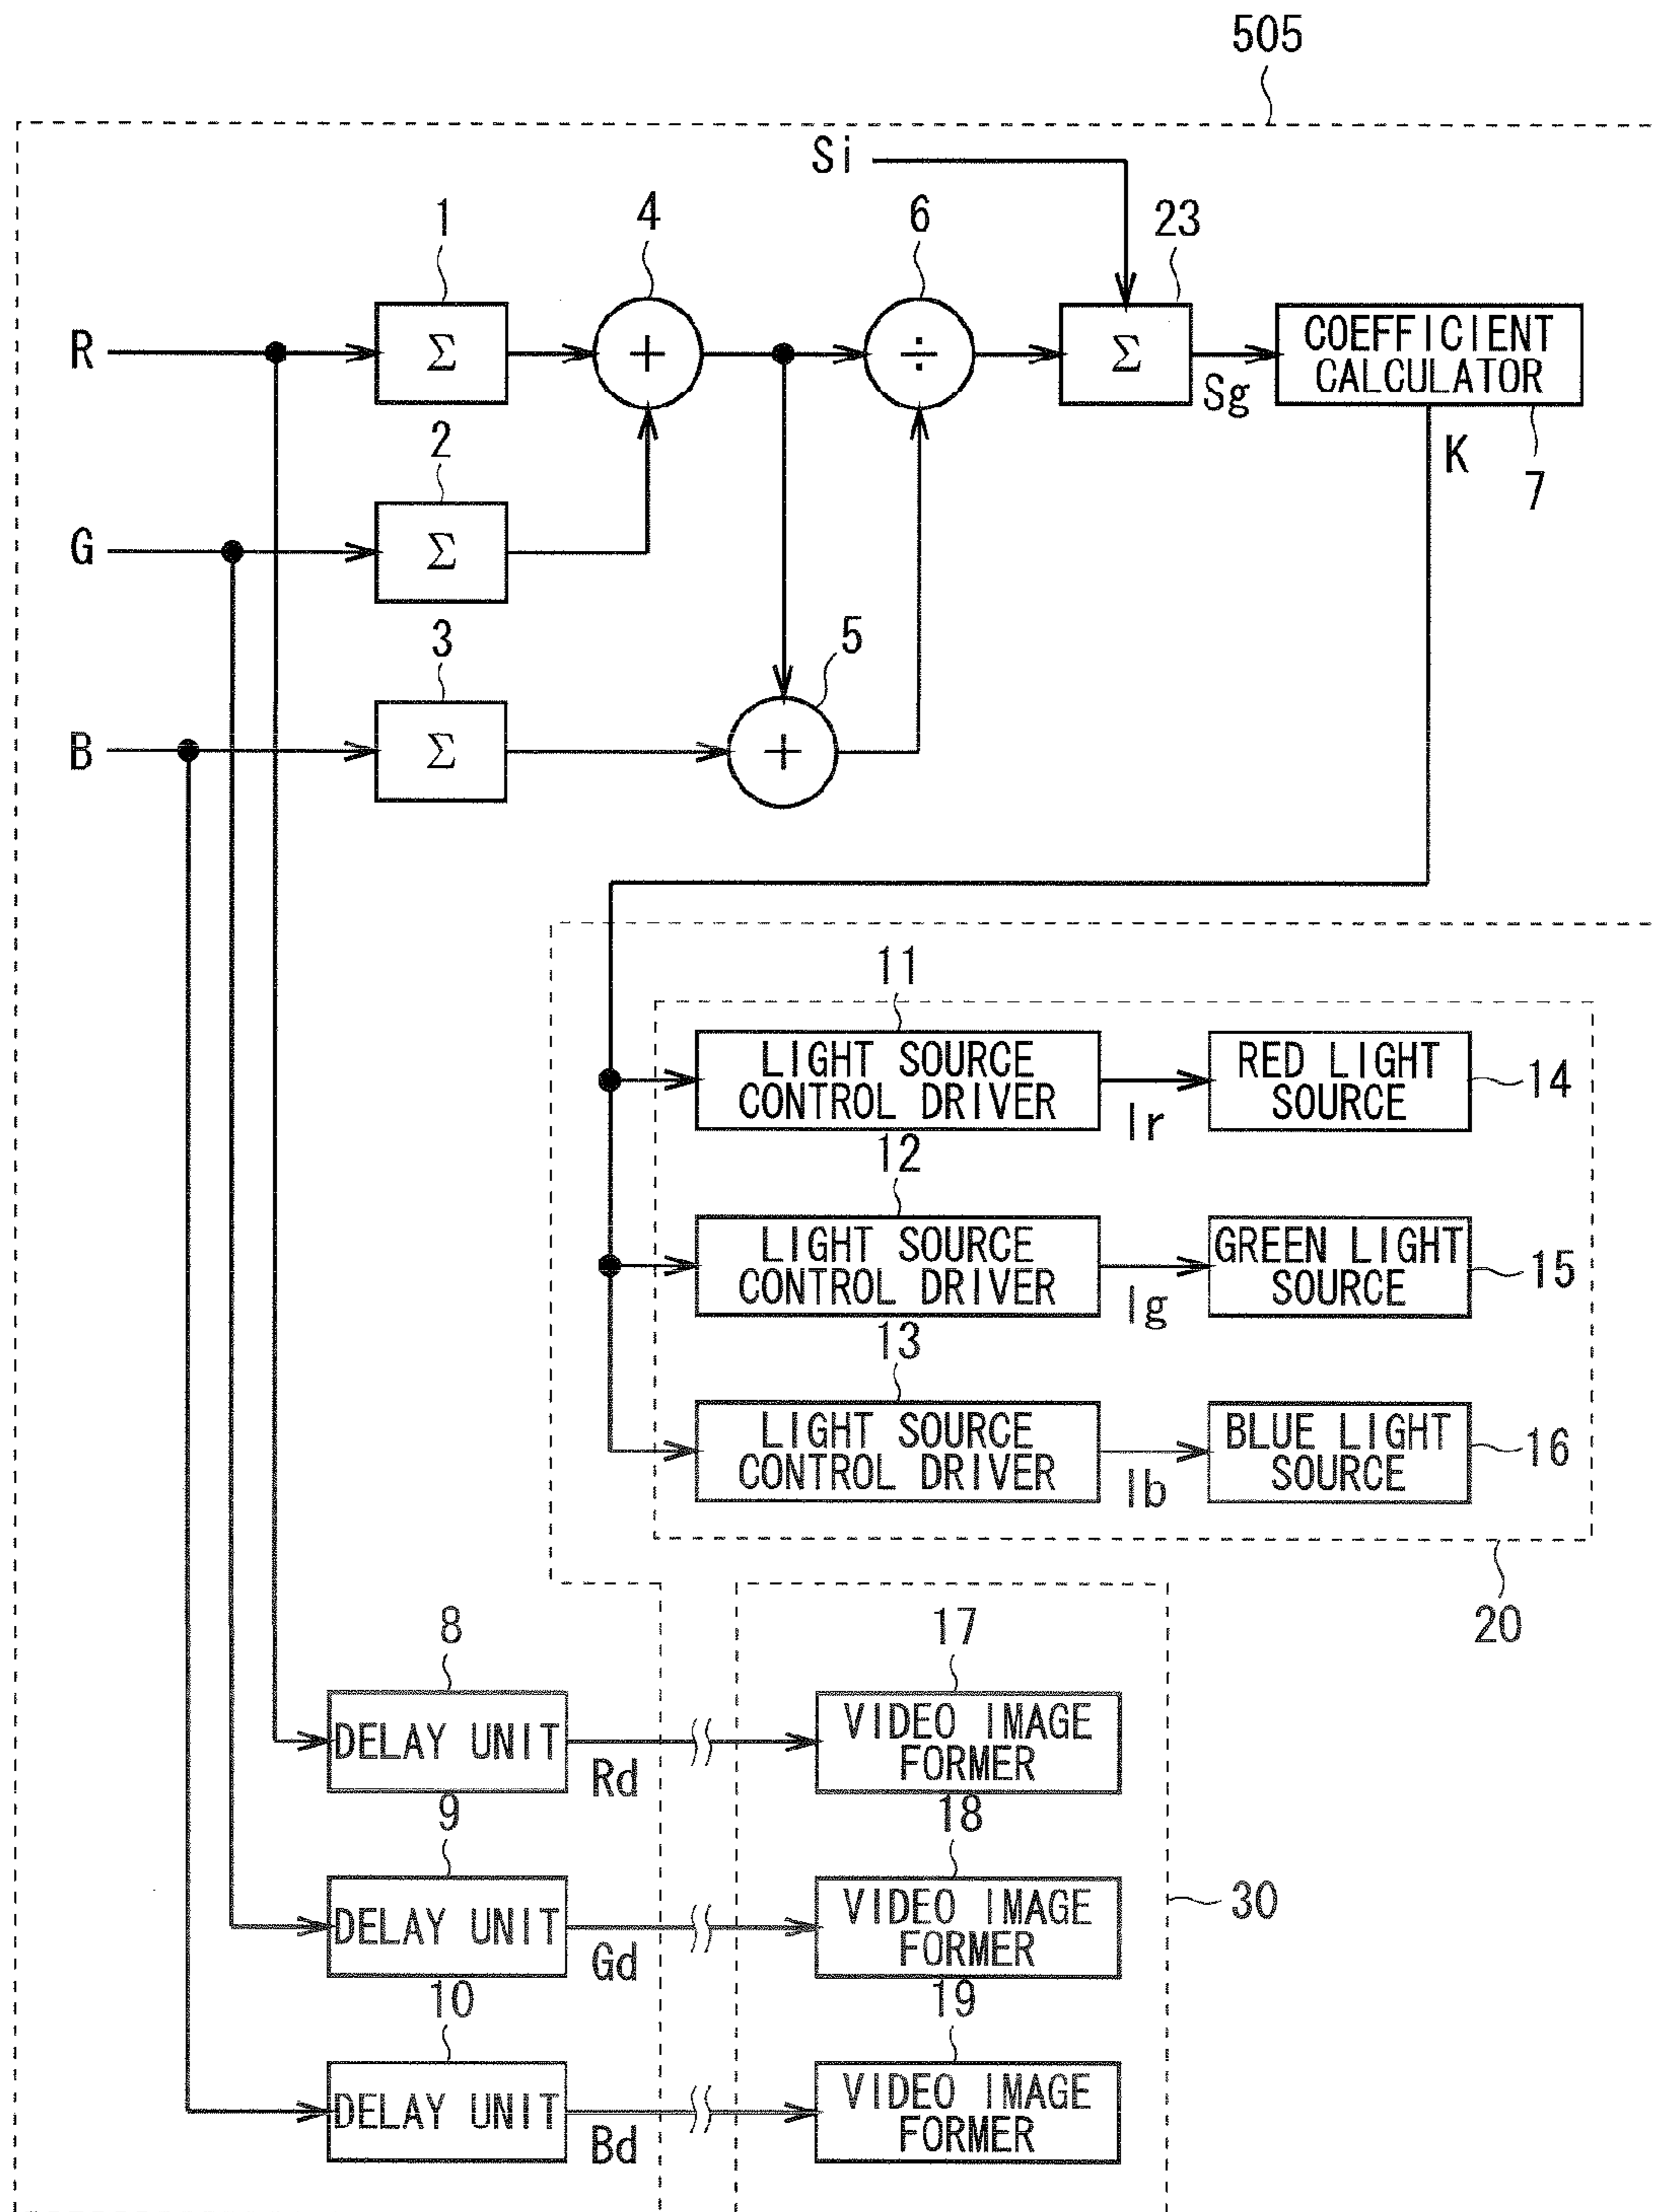 505
Si
1
4
6
23
R
Σ
+
÷
Σ
Sg
COEFFICIENT
CALCULATOR
K
7
2
G
Σ
3
5
B
Σ
+
11
LIGHT SOURCE
CONTROL DRIVER
Ir
RED LIGHT
SOURCE
14
12
LIGHT SOURCE
CONTROL DRIVER
Ig
GREEN LIGHT
SOURCE
15
13
LIGHT SOURCE
CONTROL DRIVER
Ib
BLUE LIGHT
SOURCE
16
20
8
17
DELAY UNIT
Rd
VIDEO IMAGE
FORMER
9
18
DELAY UNIT
Gd
VIDEO IMAGE
FORMER
30
10
19
DELAY UNIT
Bd
VIDEO IMAGE
FORMER